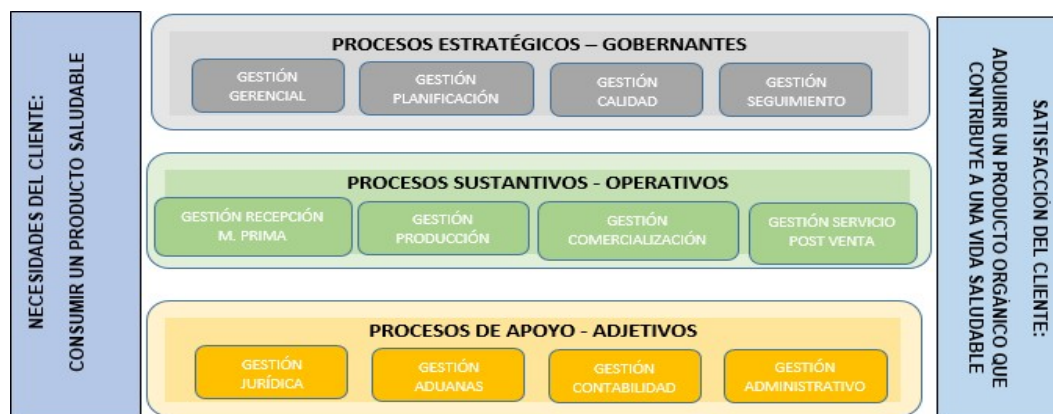 NECESIDADES DEL CLIENTE:
CONSUMIR UN PRODUCTO SALUDABLE
PROCESOS ESTRATÉGICOS – GOBERNANTES
GESTIÓN
GERENCIAL
GESTIÓN
PLANIFICACIÓN
GESTIÓN
CALIDAD
GESTIÓN
SEGUIMIENTO
PROCESOS SUSTANTIVOS - OPERATIVOS
GESTIÓN RECEPCIÓN
M. PRIMA
GESTIÓN
PRODUCCIÓN
GESTIÓN
COMERCIALIZACIÓN
GESTIÓN SERVICIO
POST VENTA
PROCESOS DE APOYO - ADJETIVOS
GESTIÓN
JURÍDICA
GESTIÓN
ADUANAS
GESTIÓN
CONTABILIDAD
GESTIÓN
ADMINISTRATIVO
SATISFACCIÓN DEL CLIENTE:
ADQUIRIR UN PRODUCTO ORGÀNICO QUE
CONTRIBUYE A UNA VIDA SALUDABLE